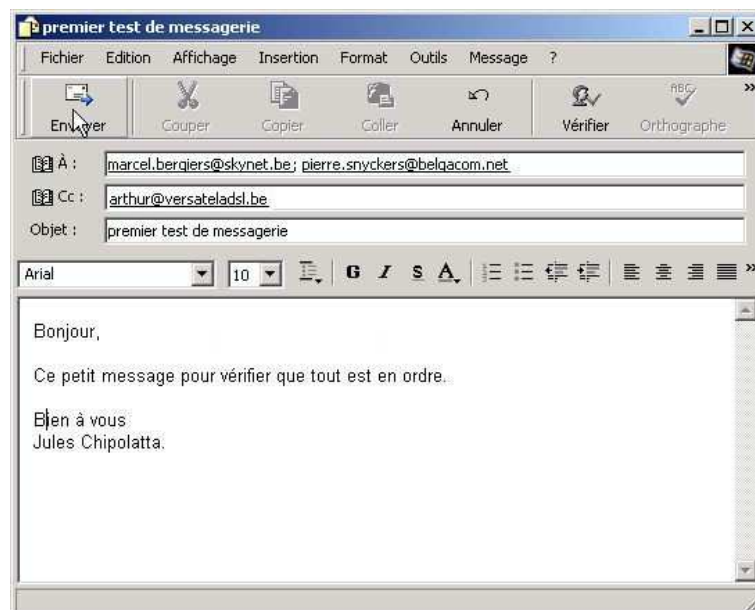 premier test de messagerie
Fichier Edition Affichage Insertion Format Outils Message ?
Envoyer Couper Copier Coller Annuler Vérifier Orthographe
À : marcel.bergiers@skynet.be; pierre.snyckers@belgacom.net
Cc : arthur@versateladsl.be
Objet : premier test de messagerie
Arial 10 G I S A
Bonjour,
Ce petit message pour vérifier que tout est en ordre.
Bien à vous
Jules Chipolatta.